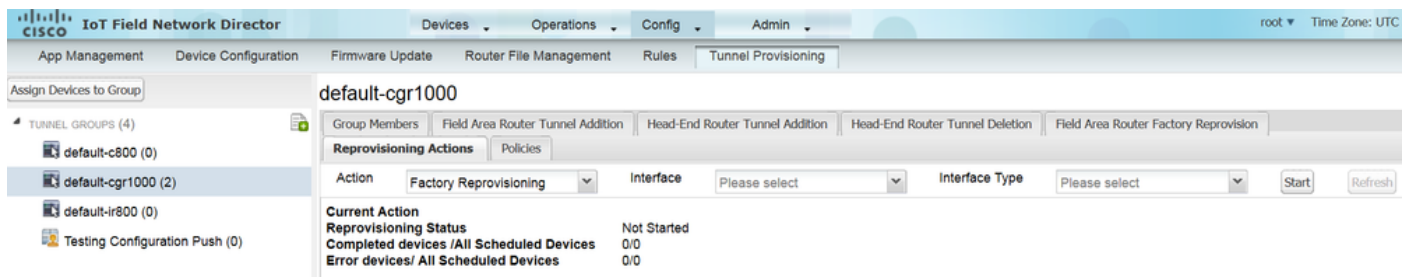 CISCO IoT Field Network Director Devices Operations Config Admin root Time Zone: UTC
App Management Device Configuration Firmware Update Router File Management Rules Tunnel Provisioning
Assign Devices to Group
TUNNEL GROUPS (4)
default-c800 (0)
default-cgr1000 (2)
default-ir800 (0)
Testing Configuration Push (0)
default-cgr1000
Group Members Field Area Router Tunnel Addition Head-End Router Tunnel Addition Head-End Router Tunnel Deletion Field Area Router Factory Reprovision
Reprovisioning Actions Policies
Action Factory Reprovisioning Interface Please select Interface Type Please select Start Refresh
Current Action
Reprovisioning Status Not Started
Completed devices /All Scheduled Devices 0/0
Error devices/ All Scheduled Devices 0/0